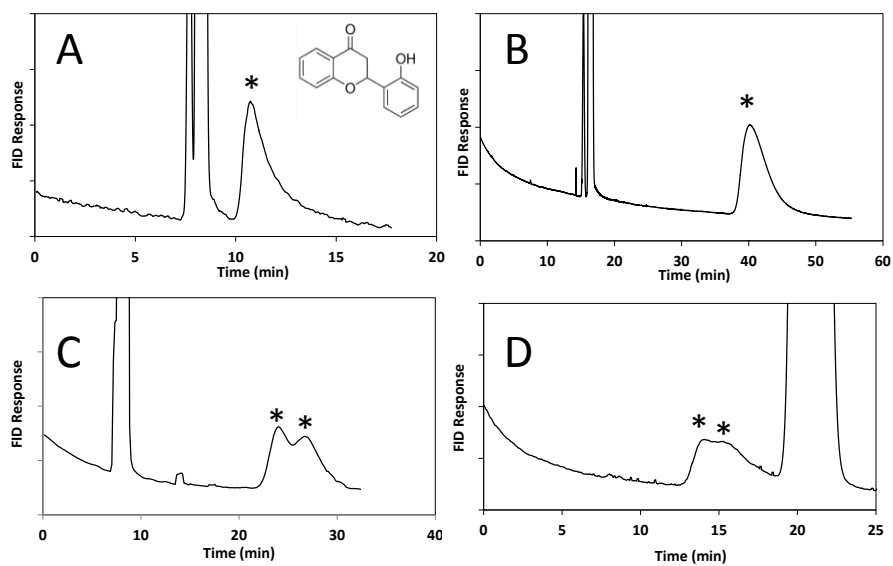 A
*
O
OH
O
FID Response
0 5 10 15 20
Time (min)
B
*
FID Response
0 10 20 30 40 50 60
Time (min)
C
* *
FID Response
0 10 20 30 40
Time (min)
D
* *
FID Response
0 5 10 15 20 25
Time (min)